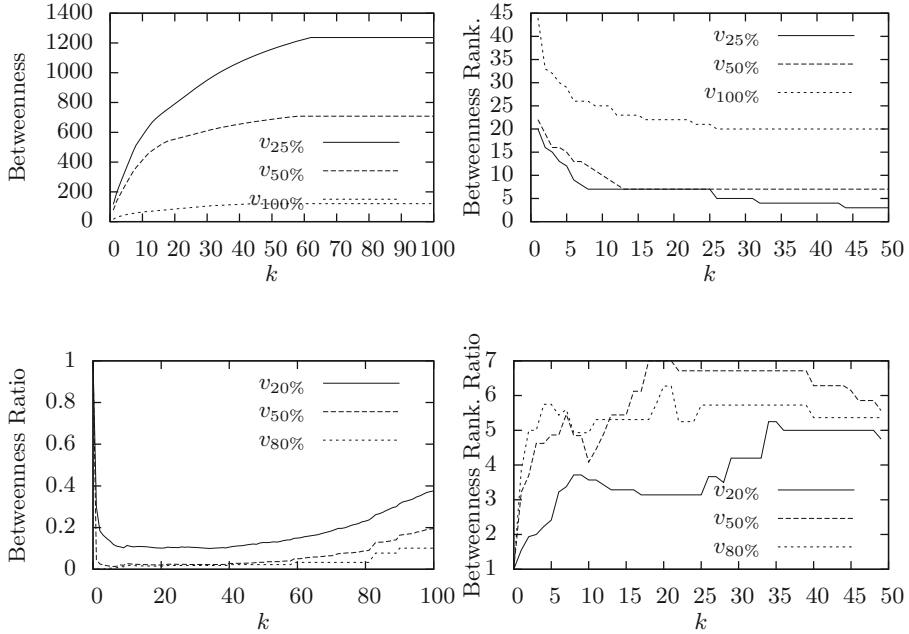 Betweenness
1400
1200
1000
800
600
400
200
0
v25%
v50%
v100%
0 10 20 30 40 50 60 70 80 90 100
k
Betweenness Rank.
45
40
35
30
25
20
15
10
5
0
v25%
v50%
v100%
0 5 10 15 20 25 30 35 40 45 50
k
Betweenness Ratio
1
0.8
0.6
0.4
0.2
0
v20%
v50%
v80%
0 20 40 60 80 100
k
Betweenness Rank. Ratio
7
6
5
4
3
2
1
v20%
v50%
v80%
0 5 10 15 20 25 30 35 40 45 50
k